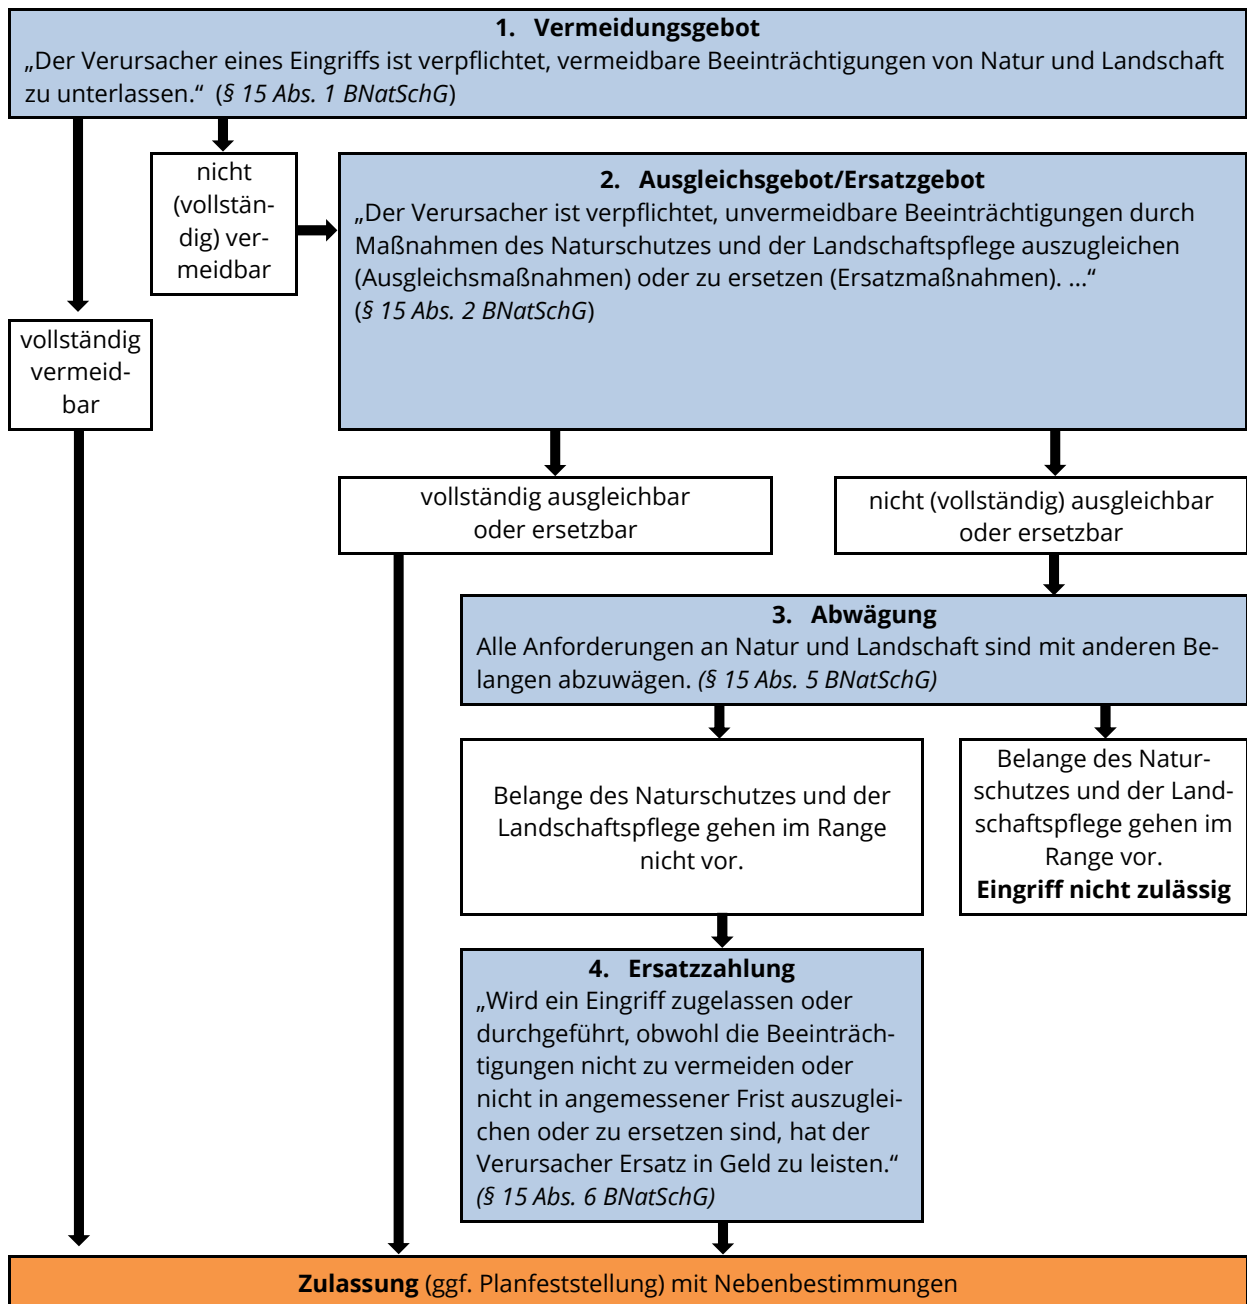 1. Vermeidungsgebot
„Der Verursacher eines Eingriffs ist verpflichtet, vermeidbare Beeinträchtigungen von Natur und Landschaft
zu unterlassen.“ (§ 15 Abs. 1 BNatSchG)
nicht
(vollstän-
dig) ver-
meidbar
2. Ausgleichsgebot/Ersatzgebot
„Der Verursacher ist verpflichtet, unvermeidbare Beeinträchtigungen durch
Maßnahmen des Naturschutzes und der Landschaftspflege auszugleichen
(Ausgleichsmaßnahmen) oder zu ersetzen (Ersatzmaßnahmen). ...“
(§ 15 Abs. 2 BNatSchG)
vollständig
vermeid-
bar
vollständig ausgleichbar
oder ersetzbar
nicht (vollständig) ausgleichbar
oder ersetzbar
3. Abwägung
Alle Anforderungen an Natur und Landschaft sind mit anderen Be-
langen abzuwägen. (§ 15 Abs. 5 BNatSchG)
Belange des Naturschutzes und der
Landschaftspflege gehen im Range
nicht vor.
Belange des Natur-
schutzes und der Land-
schaftspflege gehen im
Range vor.
Eingriff nicht zulässig
4. Ersatzzahlung
„Wird ein Eingriff zugelassen oder
durchgeführt, obwohl die Beeinträch-
tigungen nicht zu vermeiden oder
nicht in angemessener Frist auszuglei-
chen oder zu ersetzen sind, hat der
Verursacher Ersatz in Geld zu leisten.“
(§ 15 Abs. 6 BNatSchG)
Zulassung (ggf. Planfeststellung) mit Nebenbestimmungen